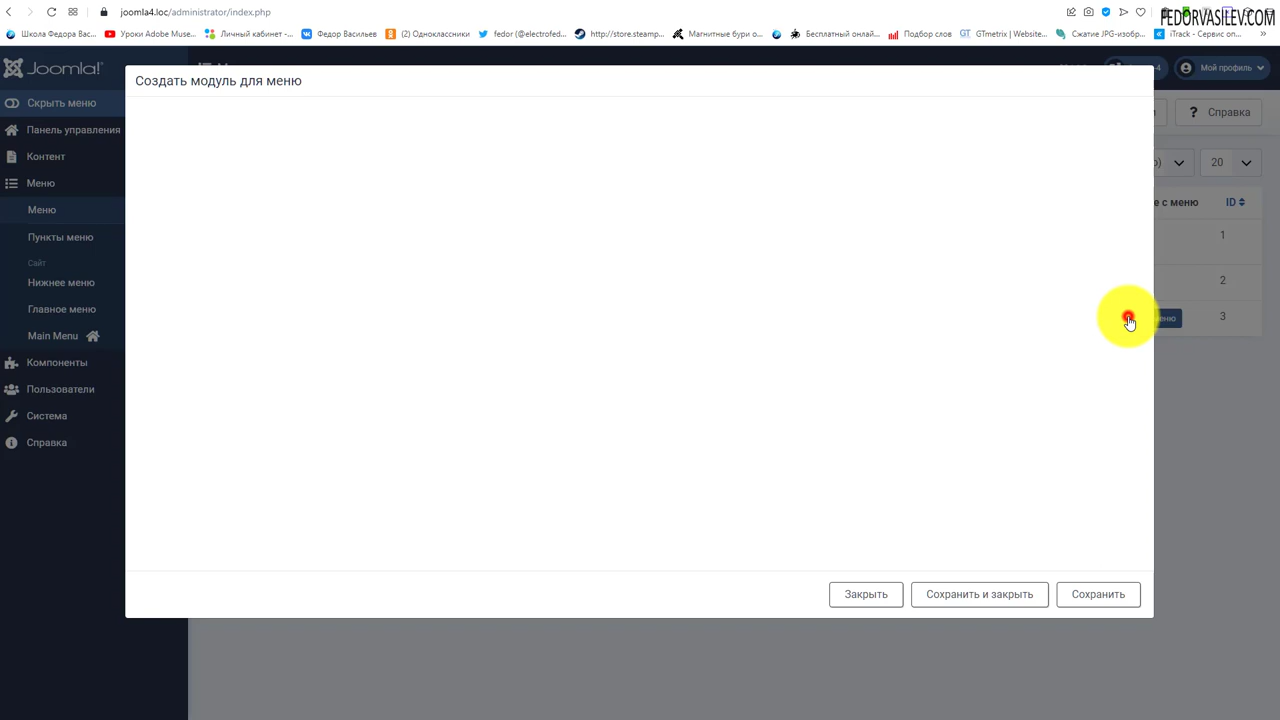 joomla4.loc/administrator/index.php
FEDORVASILEV.COM
Школа Федора Вас...
Уроки Adobe Muse...
Личный кабинет -...
Федор Васильев
(2) Одноклассники
fedor (@electrofed...
http://store.steamp...
Магнитные бури о...
Бесплатный онлай...
Подбор слов
GTmetrix | Website...
Сжатие JPG-изобр...
iTrack - Сервис оп...
Joomla!
Мой профиль
Создать модуль для меню
Скрыть меню
Панель управления
Справка
Контент
20
Меню
е с меню
ID
Меню
Пункты меню
1
Сайт
Нижнее меню
2
Главное меню
еню
3
Main Menu
Компоненты
Пользователи
Система
Справка
Закрыть
Сохранить и закрыть
Сохранить